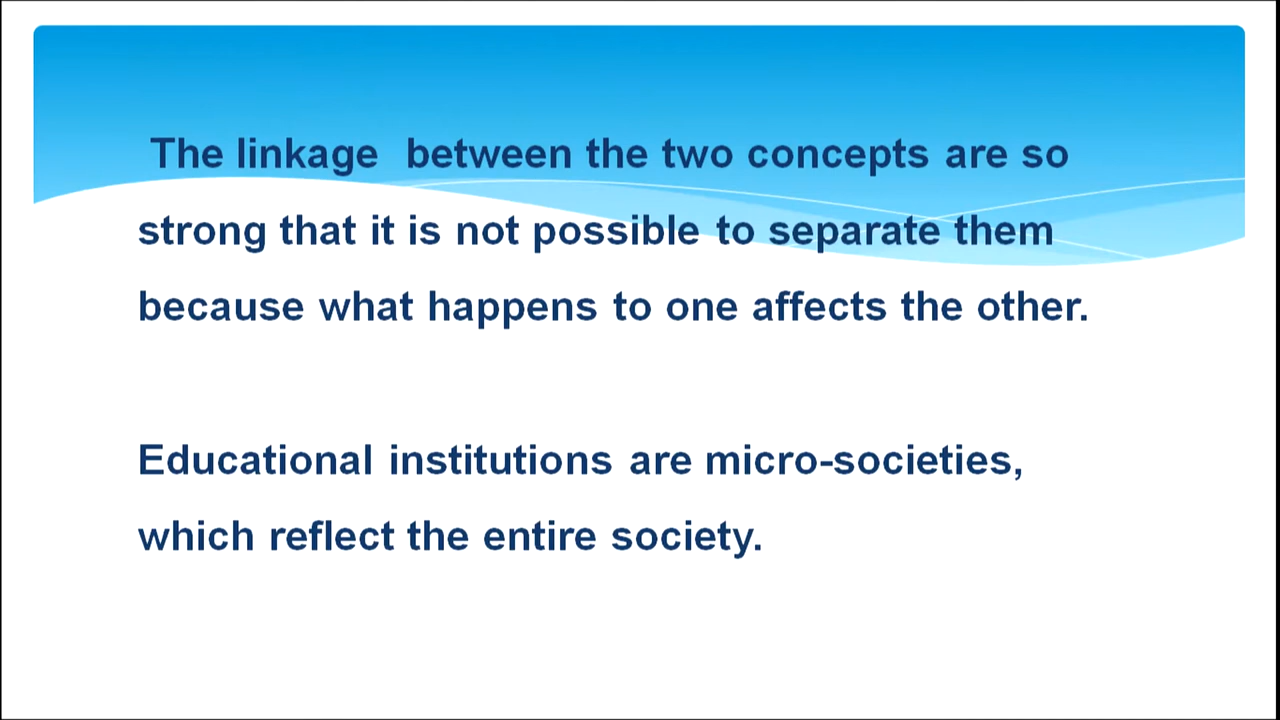 The linkage between the two concepts are so
strong that it is not possible to separate them
because what happens to one affects the other.
Educational institutions are micro-societies,
which reflect the entire society.